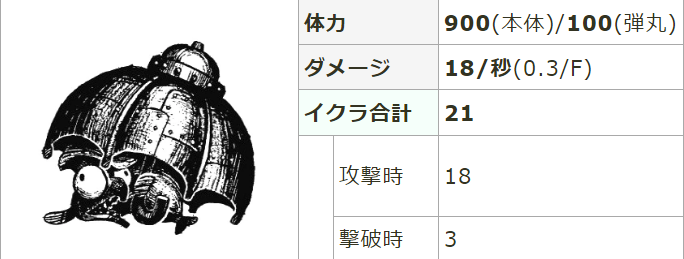 体力 900(本体)/100(弾丸)
ダメージ 18/秒(0.3/F)
イクラ合計 21
攻撃時 18
撃破時 3